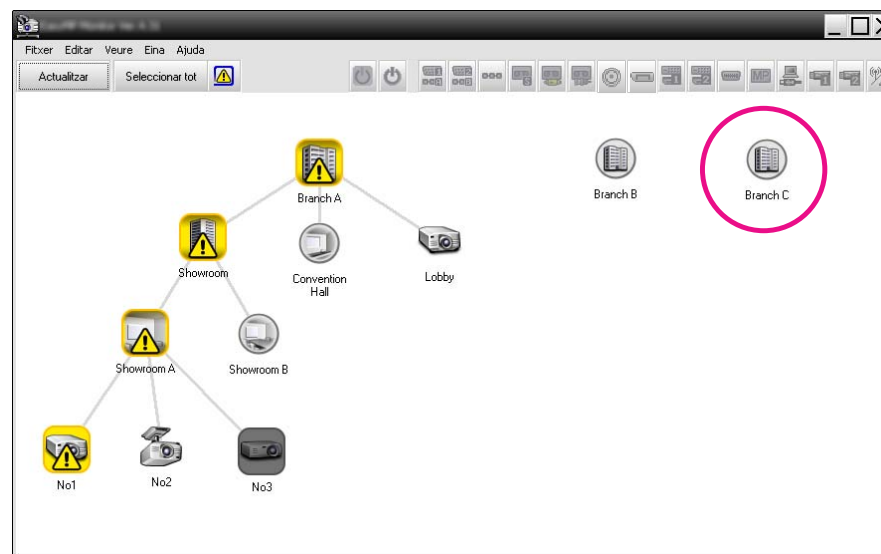 Fitxer Editar Veure Eina Ajuda
Actualitzar Seleccionar tot
Branch A
Branch B
Branch C
Showroom
Convention
Hall
Lobby
Showroom A
Showroom B
No1
No2
No3